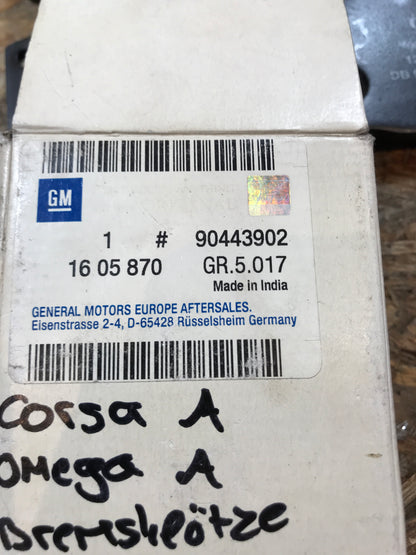 GM
1 # 90443902
16 05 870 GR.5.017
Made in India
GENERAL MOTORS EUROPE AFTERSALES.
Eisenstrasse 2-4, D-65428 Rüsselsheim Germany
Corsa A
Omega A
Bremsklötze